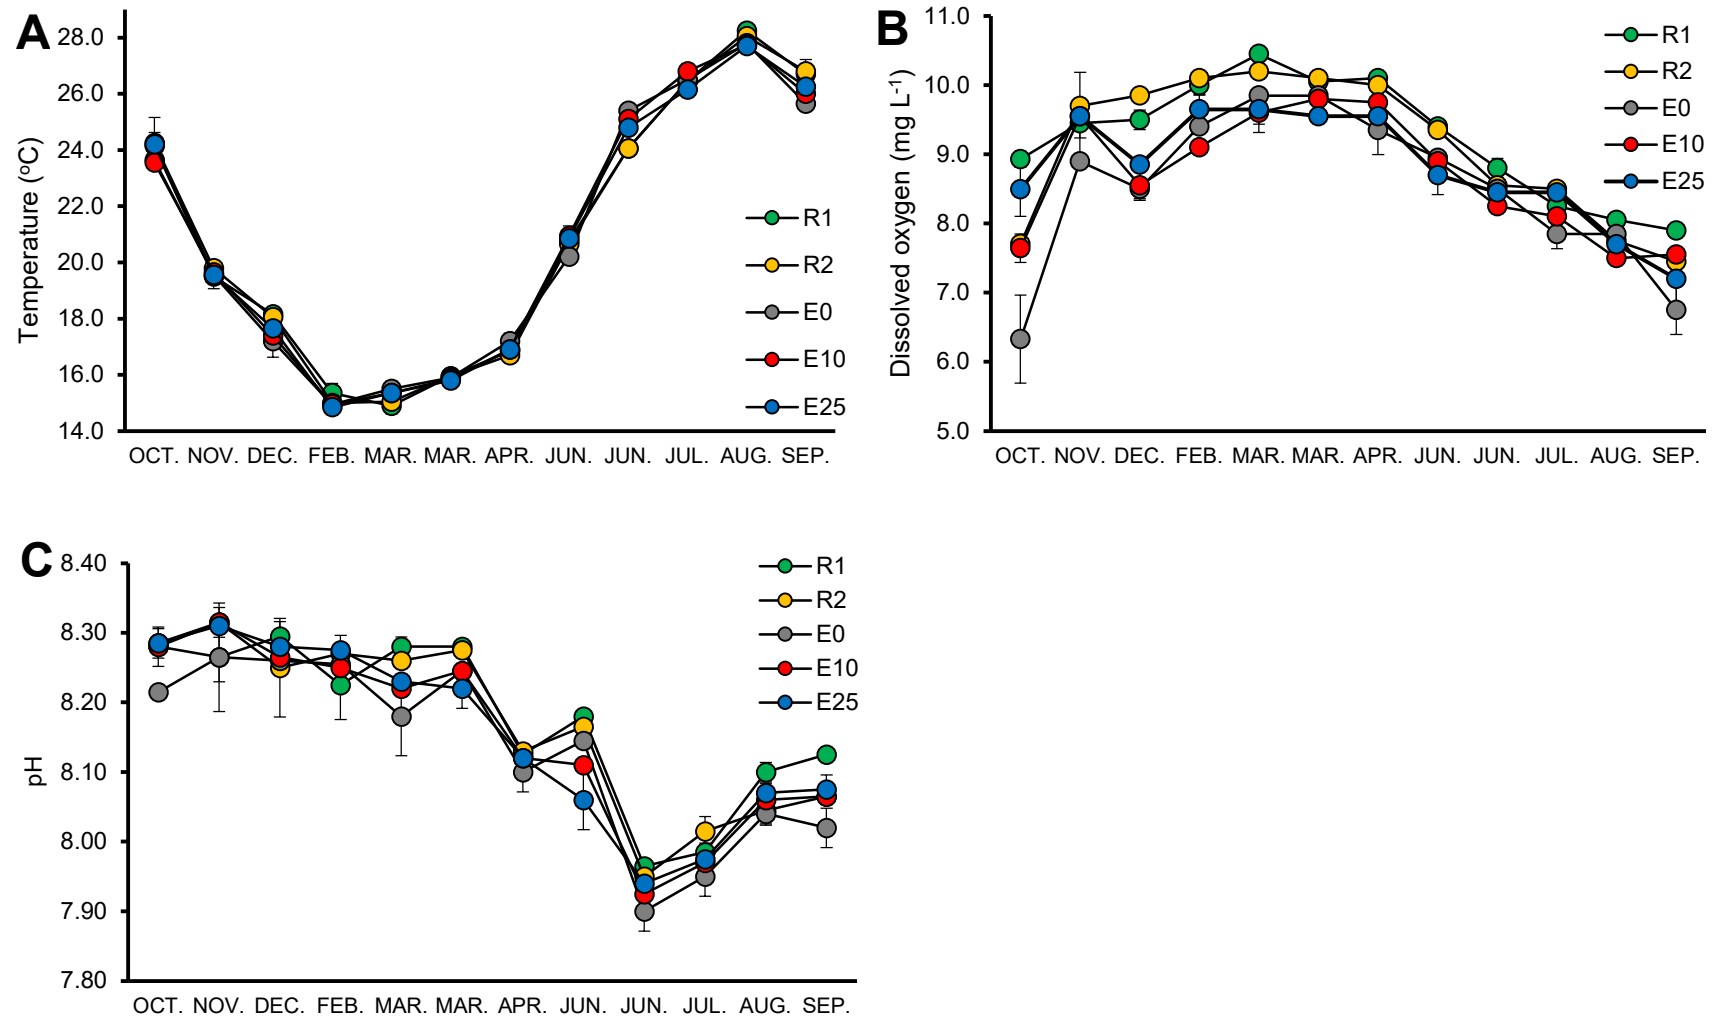 A
Temperature (°C)
28.0
26.0
24.0
22.0
20.0
18.0
16.0
14.0
OCT. NOV. DEC. FEB. MAR. MAR. APR. JUN. JUN. JUL. AUG. SEP.
R1
R2
E0
E10
E25
B
Dissolved oxygen (mg L⁻¹)
11.0
10.0
9.0
8.0
7.0
6.0
5.0
OCT. NOV. DEC. FEB. MAR. MAR. APR. JUN. JUN. JUL. AUG. SEP.
R1
R2
E0
E10
E25
C
pH
8.40
8.30
8.20
8.10
8.00
7.90
7.80
OCT. NOV. DEC. FEB. MAR. MAR. APR. JUN. JUN. JUL. AUG. SEP.
R1
R2
E0
E10
E25